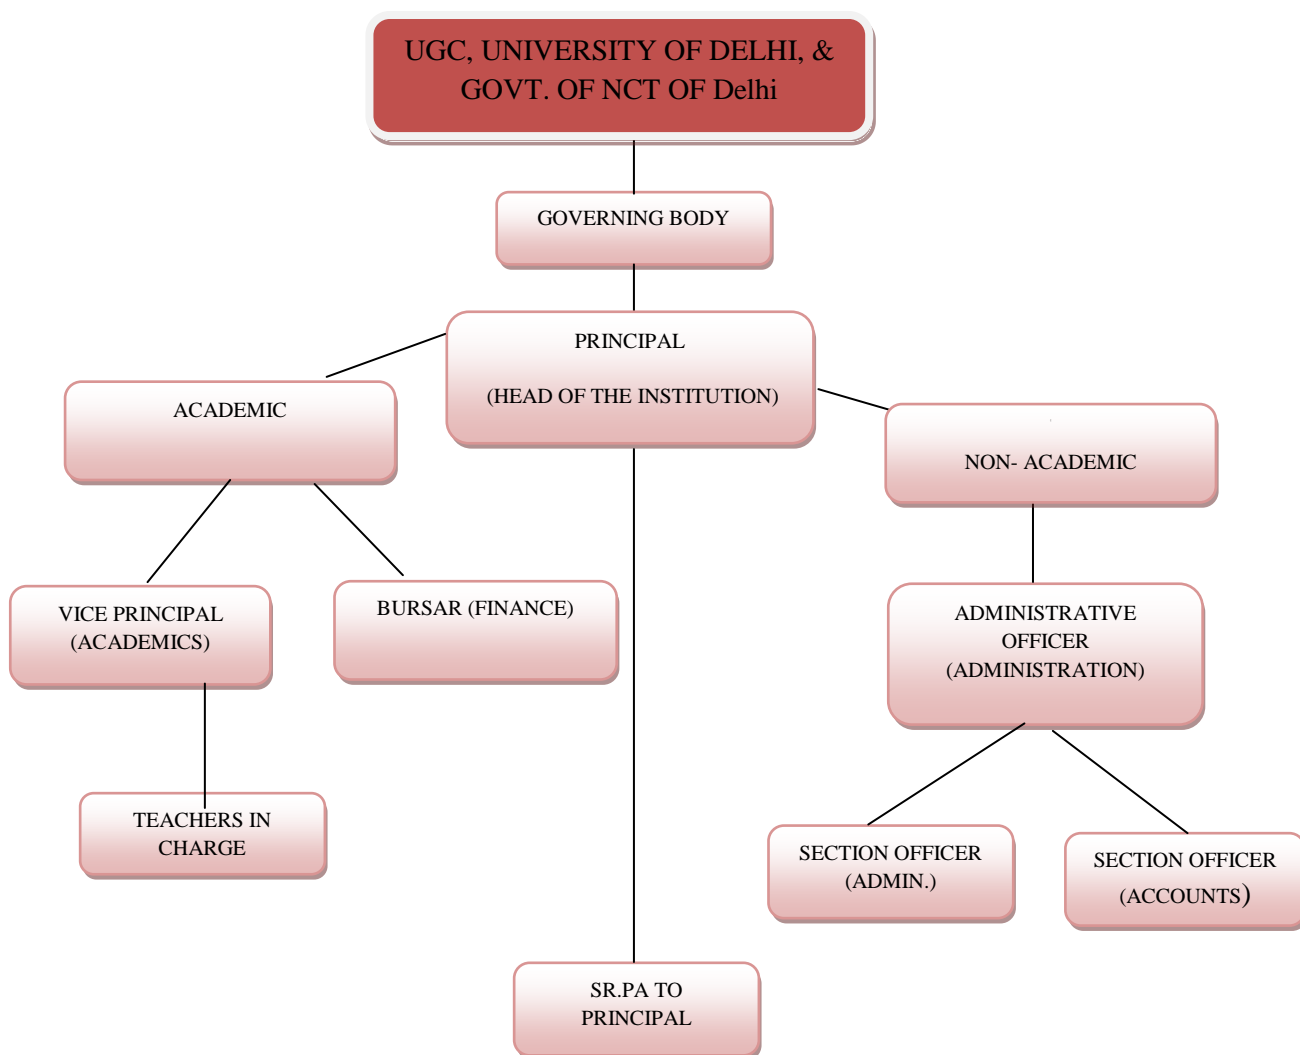 UGC, UNIVERSITY OF DELHI, &
GOVT. OF NCT OF Delhi
GOVERNING BODY
PRINCIPAL
(HEAD OF THE INSTITUTION)
ACADEMIC
NON- ACADEMIC
VICE PRINCIPAL
(ACADEMICS)
BURSAR (FINANCE)
ADMINISTRATIVE
OFFICER
(ADMINISTRATION)
TEACHERS IN
CHARGE
SECTION OFFICER
(ADMIN.)
SECTION OFFICER
(ACCOUNTS)
SR.PA TO
PRINCIPAL